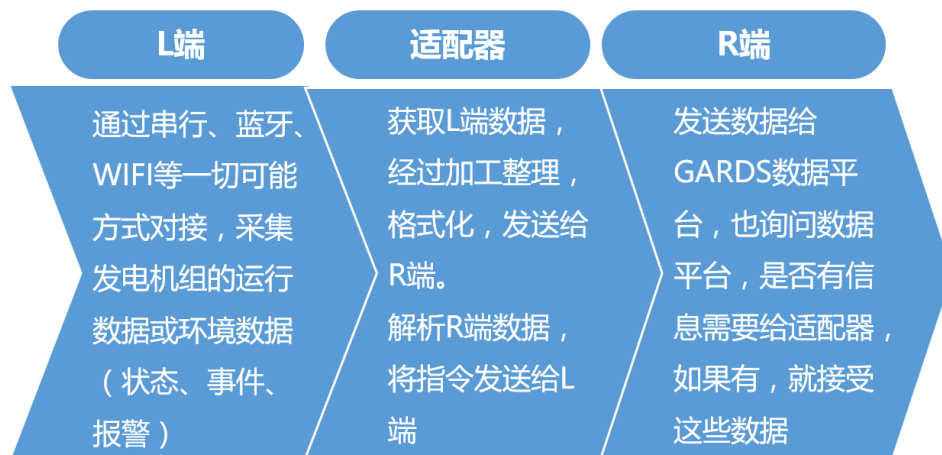 L端
通过串行、蓝牙、
WIFI等一切可能
方式对接，采集
发电机组的运行
数据或环境数据
（状态、事件、
报警）
适配器
获取L端数据，
经过加工整理，
格式化，发送给
R端。
解析R端数据，
将指令发送给L
端
R端
发送数据给
GARDS数据平
台，也询问数据
平台，是否有信
息需要给适配器，
如果有，就接受
这些数据